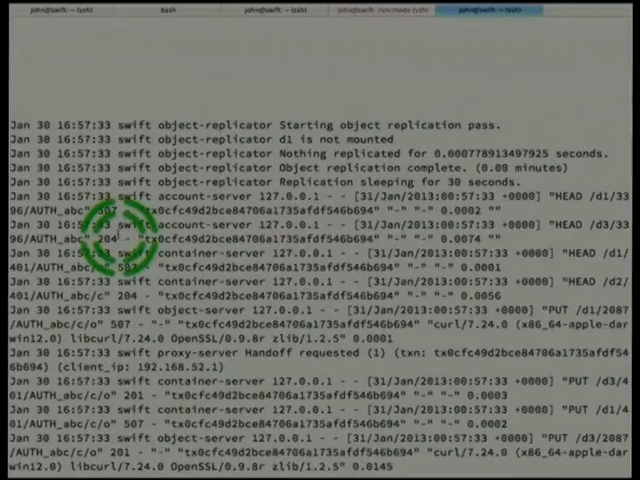 john@swift: ~ (ssh)
bash
john@swift: ~ (ssh)
john@swift: /src/node (ssh)
john@swift: ~ (ssh)
Jan 30 16:57:33 swift object-replicator Starting object replication pass.
Jan 30 16:57:33 swift object-replicator d1 is not mounted
Jan 30 16:57:33 swift object-replicator Nothing replicated for 0.000778913497925 seconds.
Jan 30 16:57:33 swift object-replicator Object replication complete. (0.00 minutes)
Jan 30 16:57:33 swift object-replicator Replication sleeping for 30 seconds.
Jan 30 16:57:33 swift account-server 127.0.0.1 - - [31/Jan/2013:00:57:33 +0000] "HEAD /d1/33
96/AUTH_abc" 507 - "tx0cfc49d2bce84706a1735afdf546b694" "-" "-" 0.0002 ""
Jan 30 16:57:33 swift account-server 127.0.0.1 - - [31/Jan/2013:00:57:33 +0000] "HEAD /d3/33
96/AUTH_abc" 204 - "tx0cfc49d2bce84706a1735afdf546b694" "-" "-" 0.0074 ""
Jan 30 16:57:33 swift container-server 127.0.0.1 - - [31/Jan/2013:00:57:33 +0000] "HEAD /d1/
401/AUTH_abc/c" 507 - "tx0cfc49d2bce84706a1735afdf546b694" "-" "-" 0.0001
Jan 30 16:57:33 swift container-server 127.0.0.1 - - [31/Jan/2013:00:57:33 +0000] "HEAD /d2/
401/AUTH_abc/c" 204 - "tx0cfc49d2bce84706a1735afdf546b694" "-" "-" 0.0056
Jan 30 16:57:33 swift object-server 127.0.0.1 - - [31/Jan/2013:00:57:33 +0000] "PUT /d1/2087
/AUTH_abc/c/o" 507 - "-" "tx0cfc49d2bce84706a1735afdf546b694" "curl/7.24.0 (x86_64-apple-dar
win12.0) libcurl/7.24.0 OpenSSL/0.9.8r zlib/1.2.5" 0.0001
Jan 30 16:57:33 swift proxy-server Handoff requested (1) (txn: tx0cfc49d2bce84706a1735afdf54
6b694) (client_ip: 192.168.52.1)
Jan 30 16:57:33 swift container-server 127.0.0.1 - - [31/Jan/2013:00:57:33 +0000] "PUT /d3/4
01/AUTH_abc/c/o" 201 - "tx0cfc49d2bce84706a1735afdf546b694" "-" "-" 0.0003
Jan 30 16:57:33 swift container-server 127.0.0.1 - - [31/Jan/2013:00:57:33 +0000] "PUT /d1/4
01/AUTH_abc/c/o" 507 - "tx0cfc49d2bce84706a1735afdf546b694" "-" "-" 0.0002
Jan 30 16:57:33 swift object-server 127.0.0.1 - - [31/Jan/2013:00:57:33 +0000] "PUT /d3/2087
/AUTH_abc/c/o" 201 - "-" "tx0cfc49d2bce84706a1735afdf546b694" "curl/7.24.0 (x86_64-apple-dar
win12.0) libcurl/7.24.0 OpenSSL/0.9.8r zlib/1.2.5" 0.0145